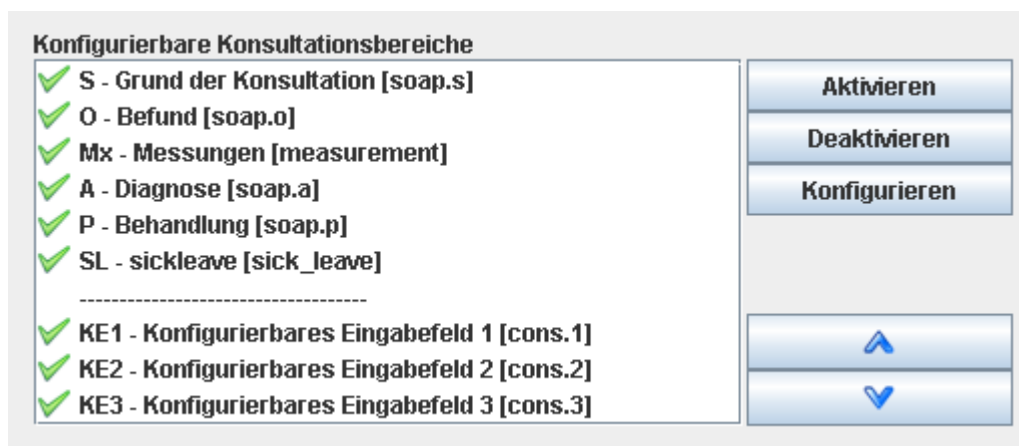 Konfigurierbare Konsultationsbereiche
S - Grund der Konsultation [soap.s]
O - Befund [soap.o]
Mx - Messungen [measurement]
A - Diagnose [soap.a]
P - Behandlung [soap.p]
SL - sickleave [sick_leave]
------------------------------------
KE1 - Konfigurierbares Eingabefeld 1 [cons.1]
KE2 - Konfigurierbares Eingabefeld 2 [cons.2]
KE3 - Konfigurierbares Eingabefeld 3 [cons.3]
Aktivieren
Deaktivieren
Konfigurieren